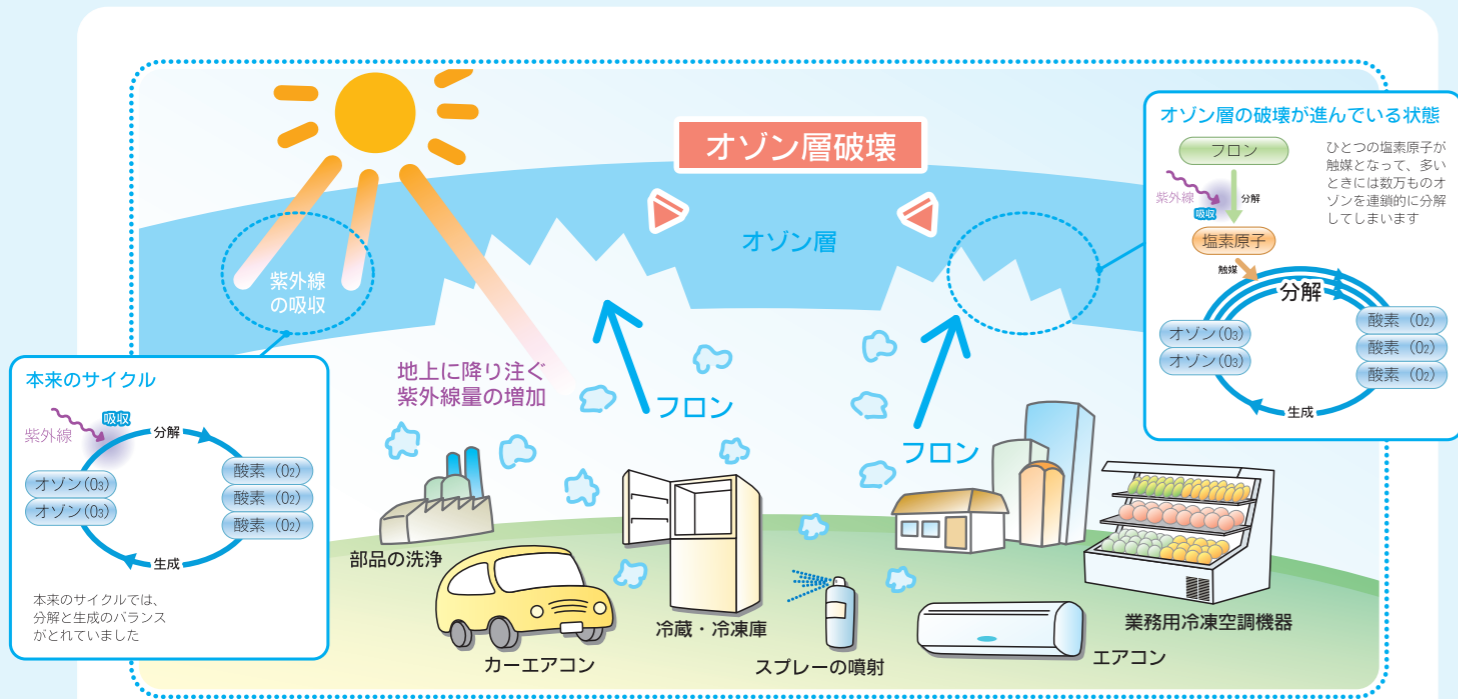 オゾン層破壊
オゾン層
紫外線
の吸収
地上に降り注ぐ
紫外線量の増加
フロン
フロン
部品の洗浄
カーエアコン
冷蔵・冷凍庫
スプレーの噴射
エアコン
業務用冷凍空調機器
本来のサイクル
吸収
紫外線
分解
オゾン(O₃)
オゾン(O₃)
酸素（O₂）
酸素（O₂）
酸素（O₂）
生成
本来のサイクルでは、
分解と生成のバランス
がとれていました
オゾン層の破壊が進んでいる状態
フロン
ひとつの塩素原子が
触媒となって、多い
ときには数万ものオ
ゾンを連鎖的に分解
してしまいます
紫外線
吸収
分解
塩素原子
触媒
分解
オゾン(O₃)
オゾン(O₃)
酸素（O₂）
酸素（O₂）
酸素（O₂）
生成